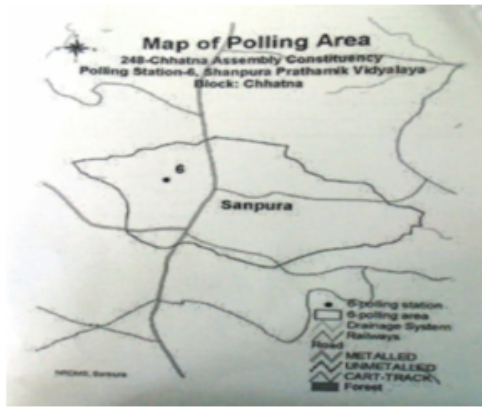 Map of Polling Area
248-Chhatna Assembly Constituency
Polling Station-6, Shanpura Prathamik Vidyalaya
Block: Chhatna
6
Sanpura
6-polling station
6-polling area
Drainage System
Railways
Road
METALLED
UNMETALLED
CART-TRACK
Forest
NRDMS,